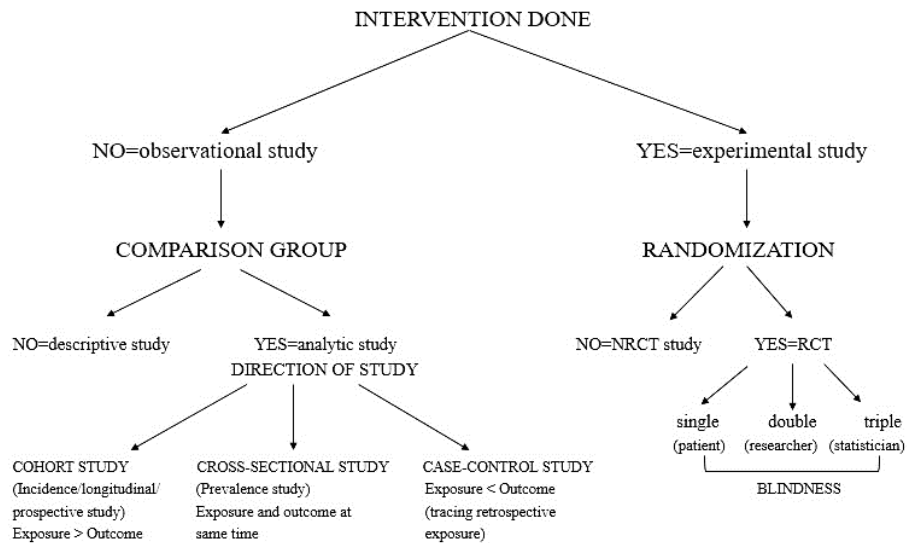 INTERVENTION DONE
NO=observational study
YES=experimental study
COMPARISON GROUP
RANDOMIZATION
NO=descriptive study
YES=analytic study
NO=NRCT study
YES=RCT
DIRECTION OF STUDY
single
double
triple
(patient)
(researcher)
(statistician)
BLINDNESS
COHORT STUDY
(Incidence/longitudinal/
prospective study)
Exposure > Outcome
CROSS-SECTIONAL STUDY
(Prevalence study)
Exposure and outcome at
same time
CASE-CONTROL STUDY
Exposure < Outcome
(tracing retrospective
exposure)